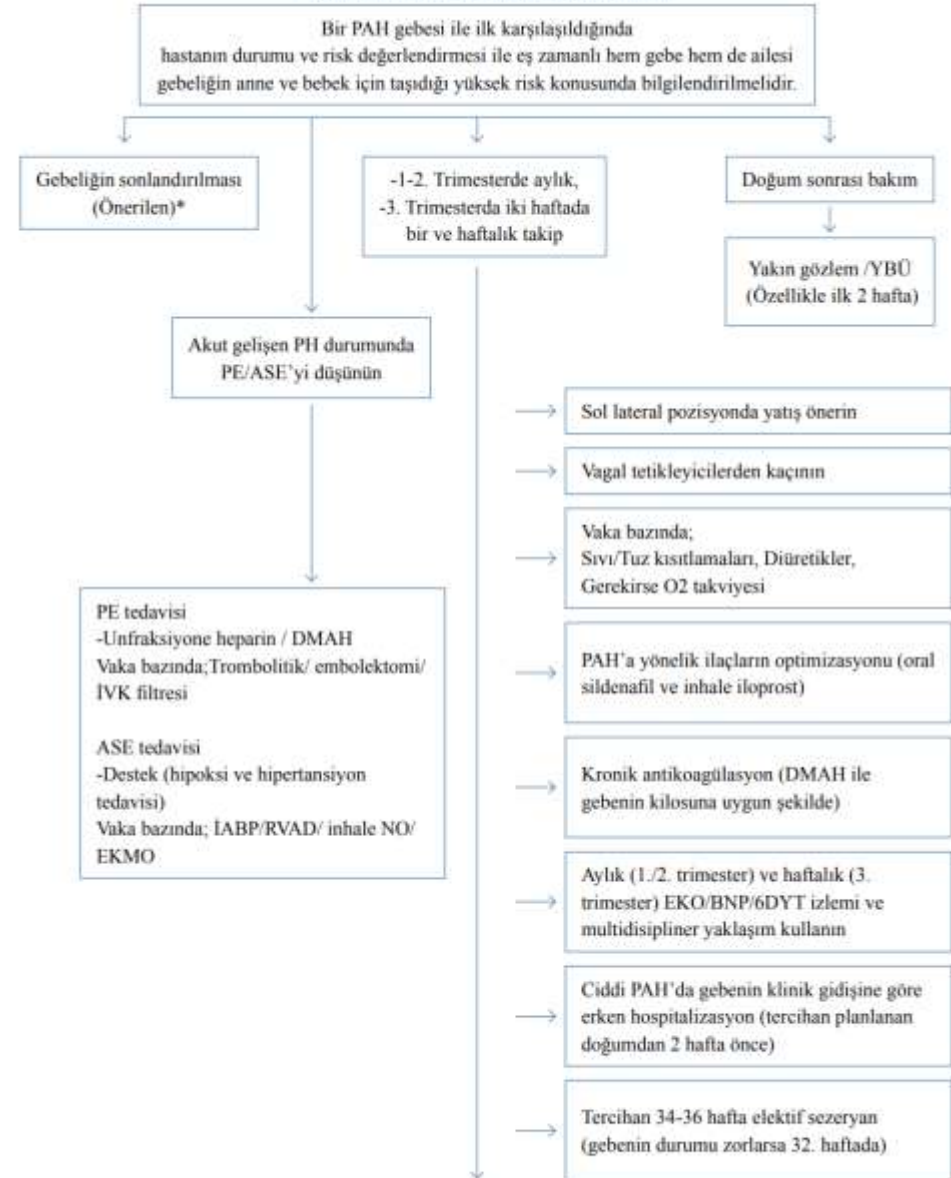 Bir PAH gebesi ile ilk karşılaşıldığında
hastanın durumu ve risk değerlendirmesi ile eş zamanlı hem gebe hem de ailesi
gebeliğin anne ve bebek için taşıdığı yüksek risk konusunda bilgilendirilmelidir.
Gebeliğin sonlandırılması
(Önerilen)*
-1-2. Trimesterde aylık,
-3. Trimesterda iki haftada
bir ve haftalık takip
Doğum sonrası bakım
Yakın gözlem /YBÜ
(Özellikle ilk 2 hafta)
Akut gelişen PH durumunda
PE/ASE’yi düşünün
PE tedavisi
-Unfraksiyone heparin / DMAH
Vaka bazında;Trombolitik/ embolektomi/
İVK filtresi
ASE tedavisi
-Destek (hipoksi ve hipertansiyon
tedavisi)
Vaka bazında; İABP/RVAD/ inhale NO/
EKMO
Sol lateral pozisyonda yatış önerin
Vagal tetikleyicilerden kaçının
Vaka bazında;
Sıvı/Tuz kısıtlamaları, Diüretikler,
Gerekirse O2 takviyesi
PAH’a yönelik ilaçların optimizasyonu (oral
sildenafil ve inhale iloprost)
Kronik antikoagülasyon (DMAH ile
gebenin kilosuna uygun şekilde)
Aylık (1./2. trimester) ve haftalık (3.
trimester) EKO/BNP/6DYT izlemi ve
multidisipliner yaklaşım kullanın
Ciddi PAH’da gebenin klinik gidişine göre
erken hospitalizasyon (tercihan planlanan
doğumdan 2 hafta önce)
Tercihan 34-36 hafta elektif sezeryan
(gebenin durumu zorlarsa 32. haftada)